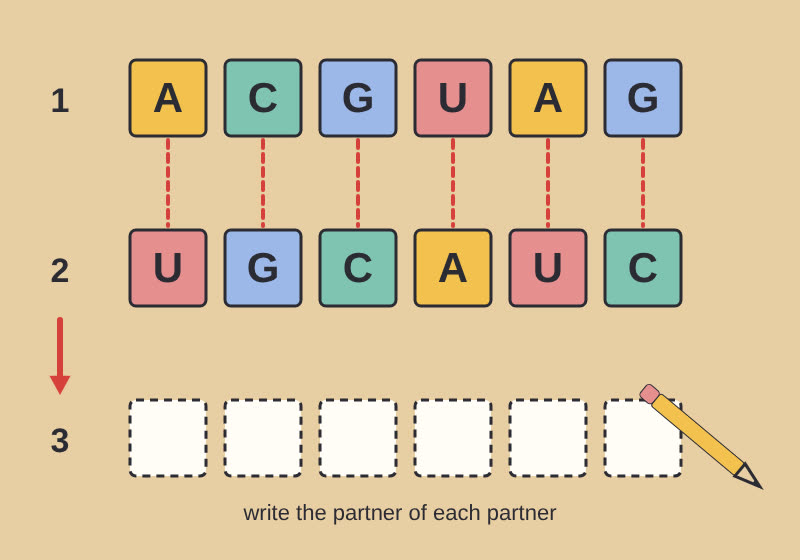 1 A C G U A G
2 U G C A U C
3
write the partner of each partner